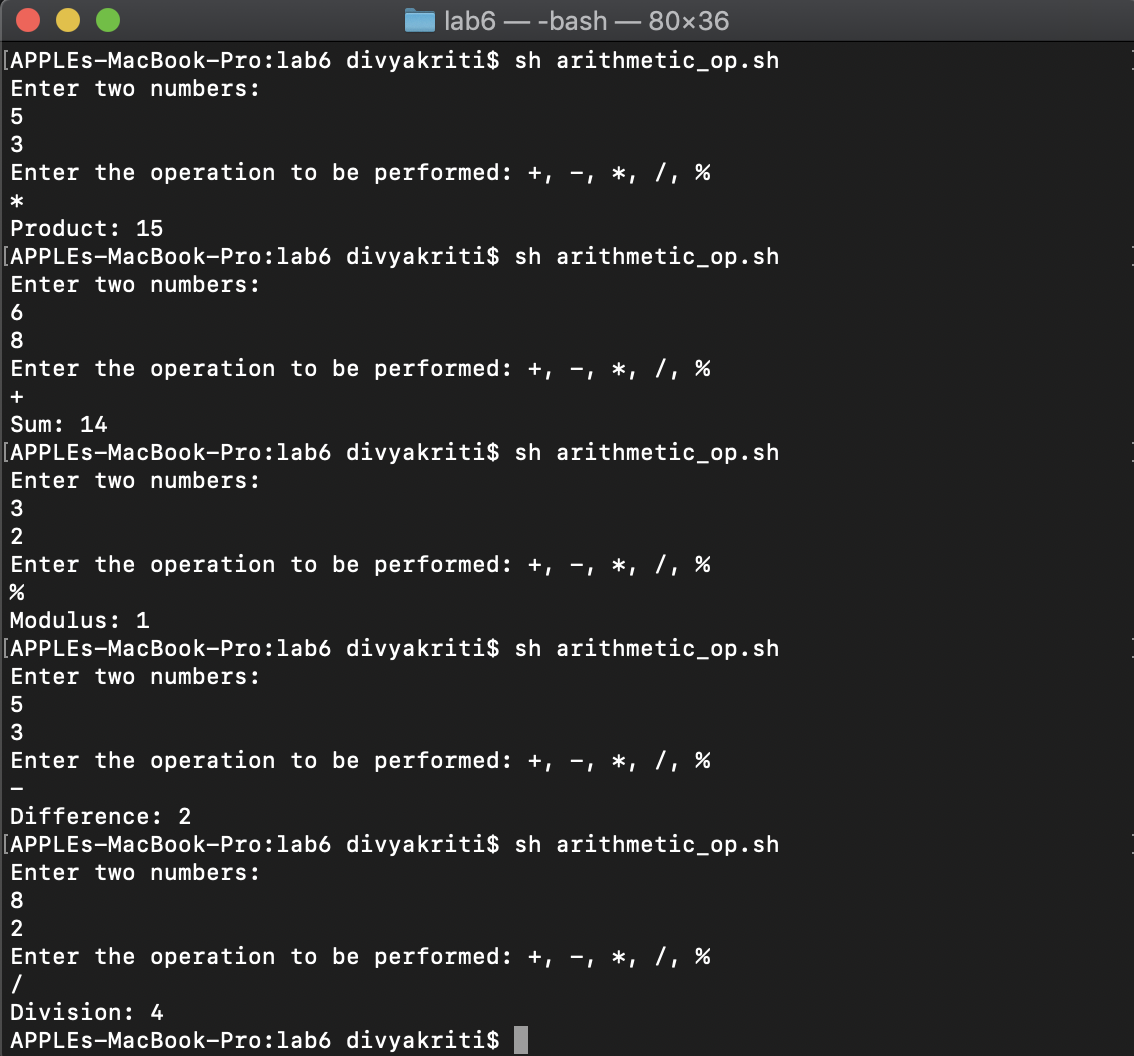 lab6 — -bash — 80×36
[APPLEs-MacBook-Pro:lab6 divyakriti$ sh arithmetic_op.sh ]
Enter two numbers:
5
3
Enter the operation to be performed: +, -, *, /, %
*
Product: 15
[APPLEs-MacBook-Pro:lab6 divyakriti$ sh arithmetic_op.sh ]
Enter two numbers:
6
8
Enter the operation to be performed: +, -, *, /, %
+
Sum: 14
[APPLEs-MacBook-Pro:lab6 divyakriti$ sh arithmetic_op.sh ]
Enter two numbers:
3
2
Enter the operation to be performed: +, -, *, /, %
%
Modulus: 1
[APPLEs-MacBook-Pro:lab6 divyakriti$ sh arithmetic_op.sh ]
Enter two numbers:
5
3
Enter the operation to be performed: +, -, *, /, %
-
Difference: 2
[APPLEs-MacBook-Pro:lab6 divyakriti$ sh arithmetic_op.sh ]
Enter two numbers:
8
2
Enter the operation to be performed: +, -, *, /, %
/
Division: 4
APPLEs-MacBook-Pro:lab6 divyakriti$